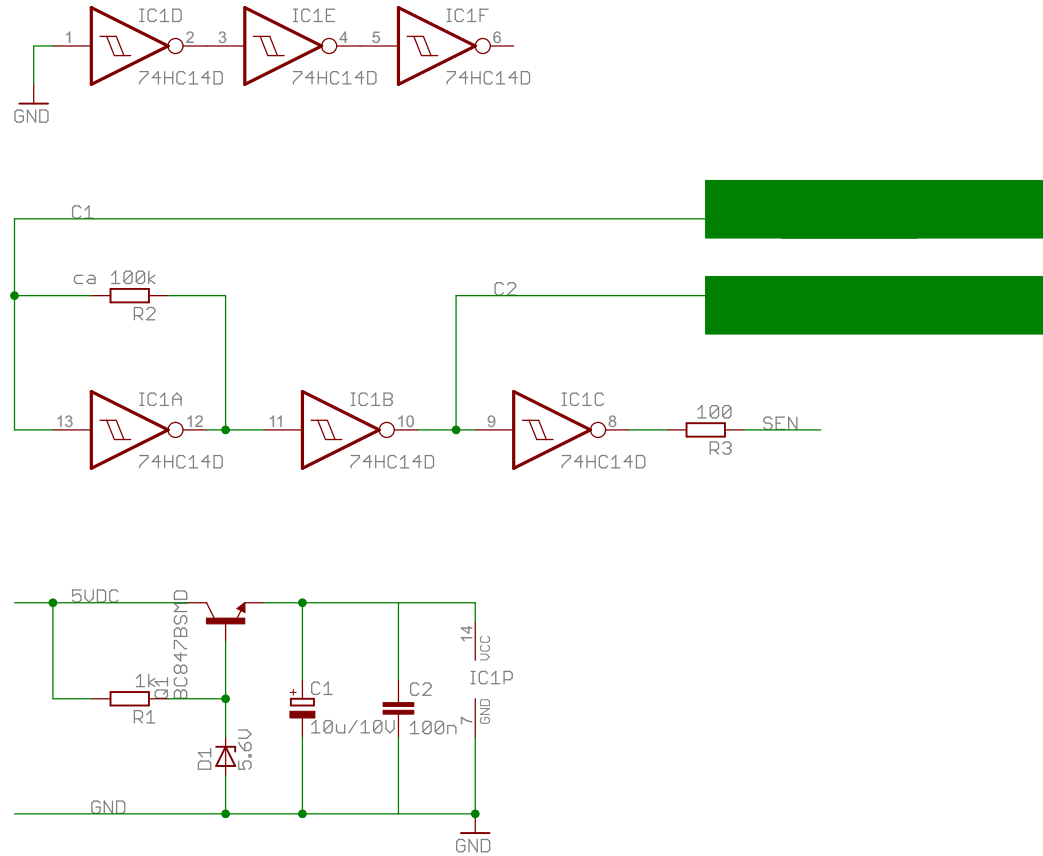 IC1D IC1E IC1F
1 2 3 4 5 6
74HC14D 74HC14D 74HC14D
GND
C1
ca 100k
R2
C2
IC1A IC1B IC1C
13 12 11 10 9 8
100
SEN
R3
74HC14D 74HC14D 74HC14D
5VDC
BC847BSMD
Q1
1k
R1
14
VCC
IC1P
GND
7
C1
+
10u/10V
C2
100n
D1
5.6V
GND
GND